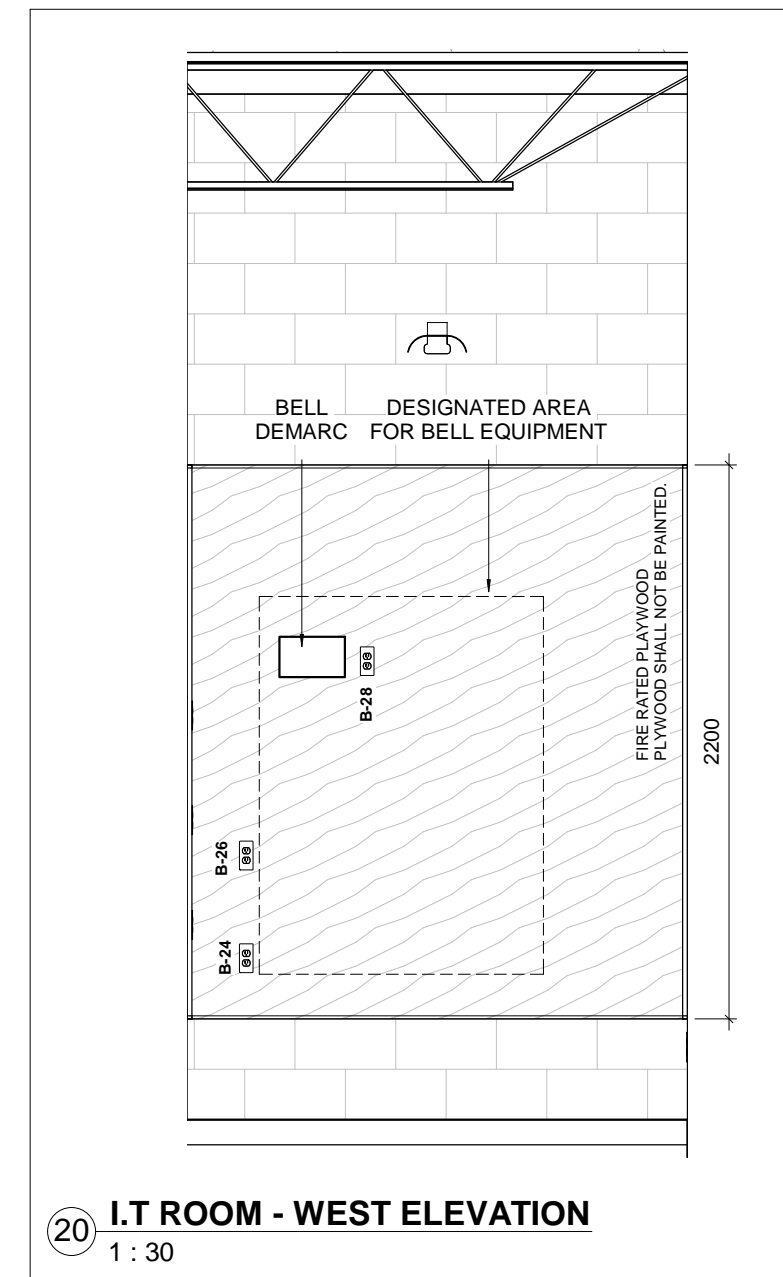 BELL
DEMARC
DESIGNATED AREA
FOR BELL EQUIPMENT
FIRE RATED PLAYWOOD
PLYWOOD SHALL NOT BE PAINTED.
2200
B-28
B-26
B-24
20
I.T ROOM - WEST ELEVATION
1 : 30